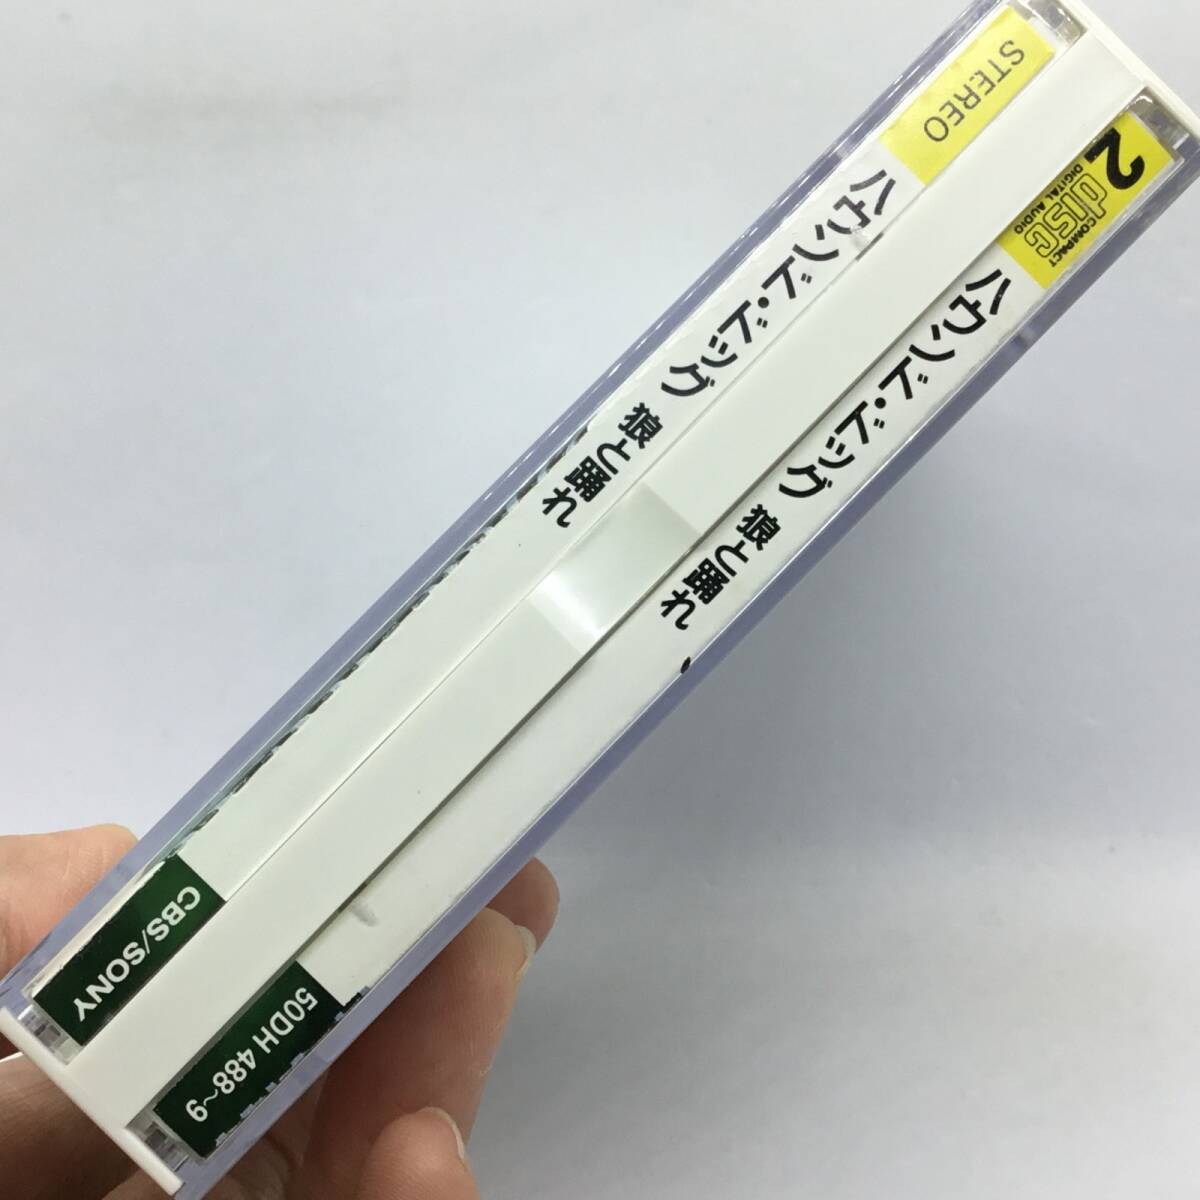 STEREO
ハウンド・ドッグ 狼と踊れ
CBS/SONY
2
COMPACT
disc
DIGITAL AUDIO
ハウンド・ドッグ 狼と踊れ
50DH 488~9